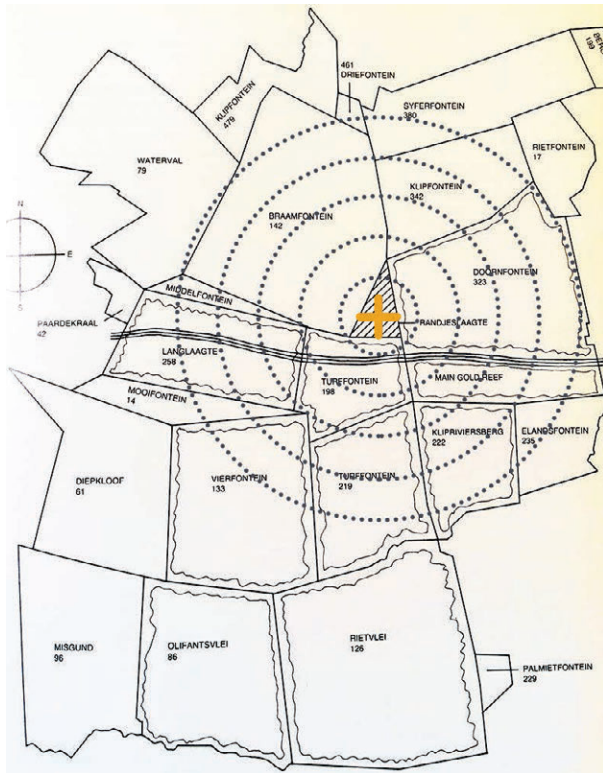 461
DRIEFONTEIN
BERG
199
KLIPFONTEIN
479
SYFERFONTEIN
380
WATERVAL
79
RIETFONTEIN
17
BRAAMFONTEIN
142
KLIPFONTEIN
342
N
E
S
DOORNFONTEIN
323
MIDDELFONTEIN
PAARDEKRAAL
42
RANDJESLAAGTE
LANGLAAGTE
258
TURFFONTEIN
198
MAIN GOLD REEF
MOOIFONTEIN
14
KLIPRIVIERSBERG
222
ELANDSFONTEIN
235
DIEPKLOOF
61
VIERFONTEIN
133
TURFFONTEIN
219
MISGUND
96
OLIFANTSVLEI
86
RIETVLEI
126
PALMIETFONTEIN
229